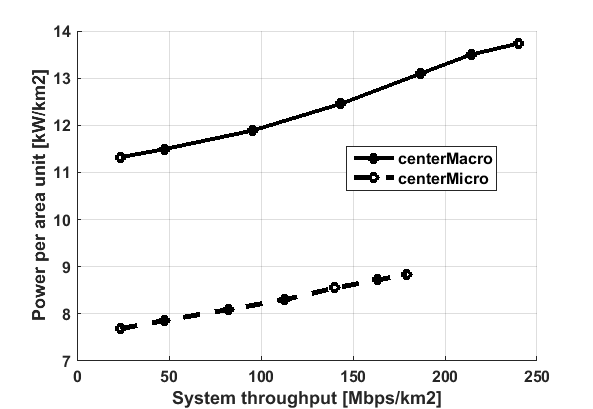 14
13
12
11
10
9
8
7
Power per area unit [kW/km2]
centerMacro
centerMicro
0 50 100 150 200 250
System throughput [Mbps/km2]